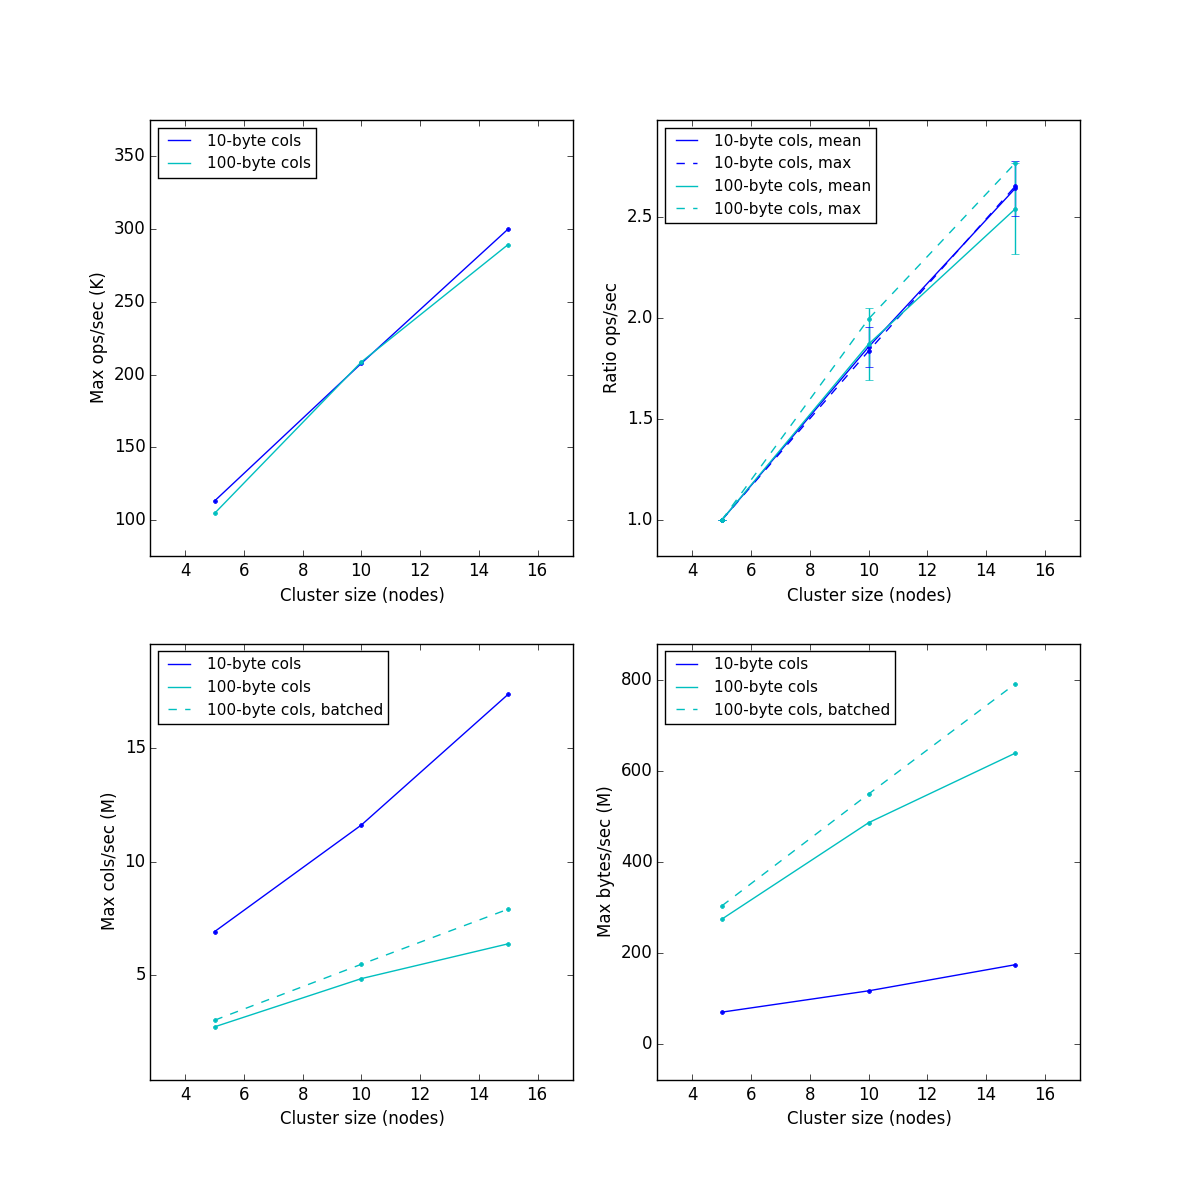 10-byte cols
100-byte cols
350
300
250
200
150
100
Max ops/sec (K)
4 6 8 10 12 14 16
Cluster size (nodes)
10-byte cols, mean
10-byte cols, max
100-byte cols, mean
100-byte cols, max
2.5
2.0
1.5
1.0
Ratio ops/sec
4 6 8 10 12 14 16
Cluster size (nodes)
10-byte cols
100-byte cols
100-byte cols, batched
15
10
5
Max cols/sec (M)
4 6 8 10 12 14 16
Cluster size (nodes)
10-byte cols
100-byte cols
100-byte cols, batched
800
600
400
200
0
Max bytes/sec (M)
4 6 8 10 12 14 16
Cluster size (nodes)